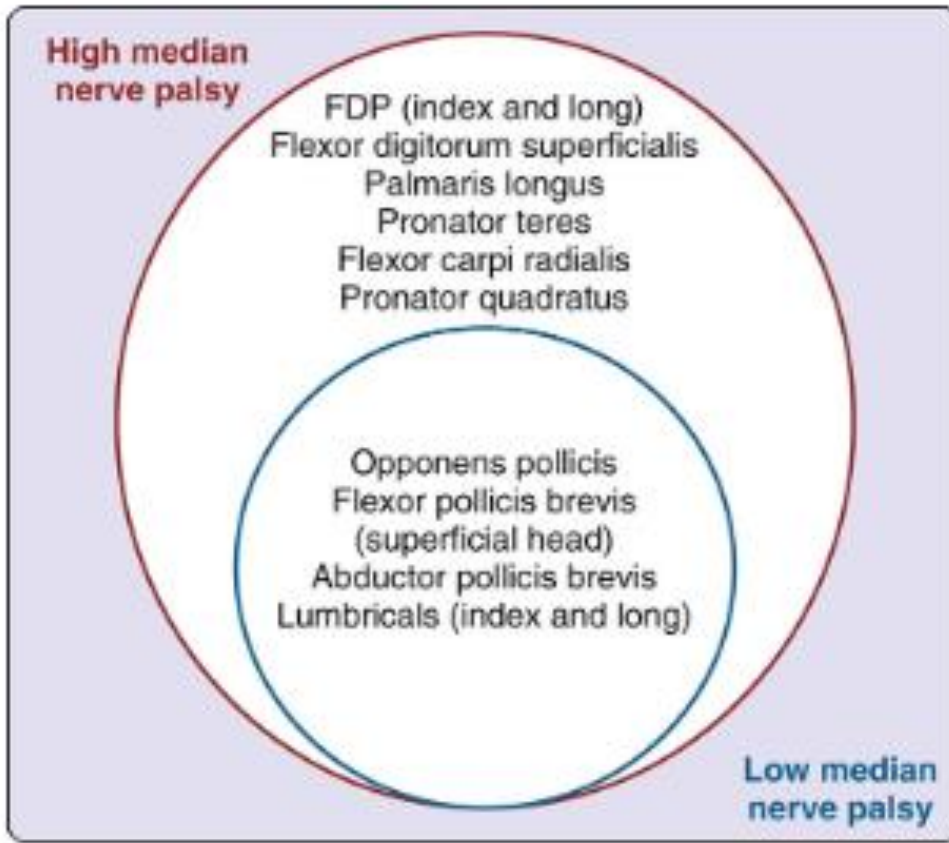 High median
nerve palsy
FDP (index and long)
Flexor digitorum superficialis
Palmaris longus
Pronator teres
Flexor carpi radialis
Pronator quadratus
Opponens pollicis
Flexor pollicis brevis
(superficial head)
Abductor pollicis brevis
Lumbricals (index and long)
Low median
nerve palsy